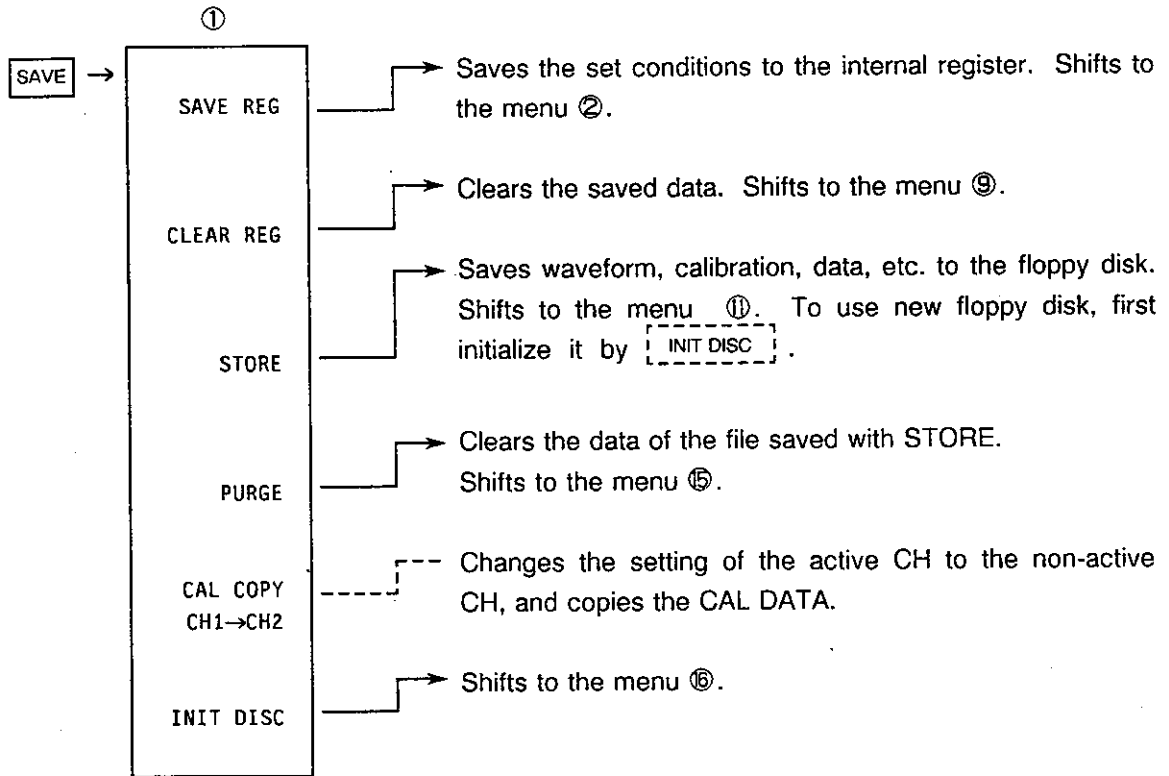 ①
SAVE →
SAVE REG
Saves the set conditions to the internal register. Shifts to
the menu ②.
CLEAR REG
Clears the saved data. Shifts to the menu ⑨.
STORE
Saves waveform, calibration, data, etc. to the floppy disk.
Shifts to the menu ⑪. To use new floppy disk, first
initialize it by INIT DISC .
PURGE
Clears the data of the file saved with STORE.
Shifts to the menu ⑮.
CAL COPY
CH1→CH2
Changes the setting of the active CH to the non-active
CH, and copies the CAL DATA.
INIT DISC
Shifts to the menu ⑯.